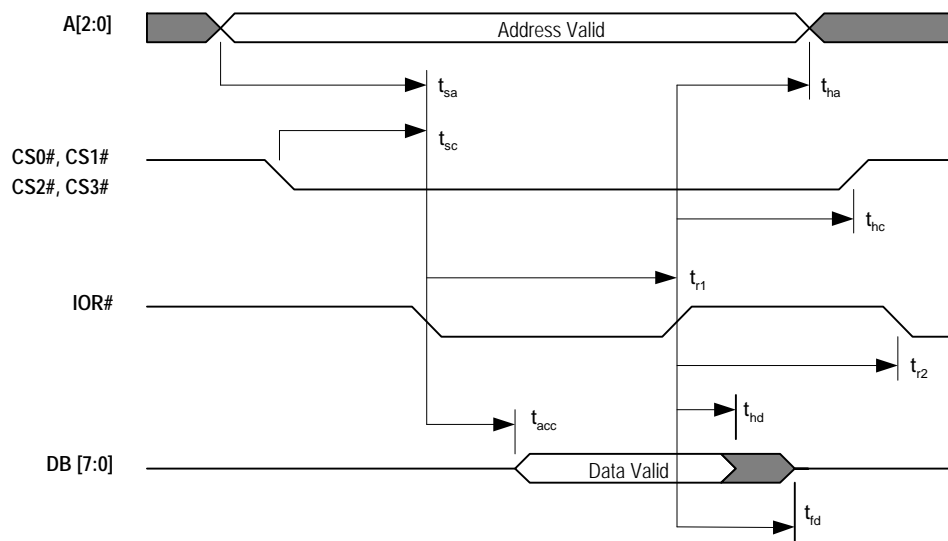 A[2:0]
Address Valid
tsa
tha
tsc
CS0#, CS1#
CS2#, CS3#
thc
tr1
IOR#
tr2
thd
tacc
DB [7:0]
Data Valid
tfd